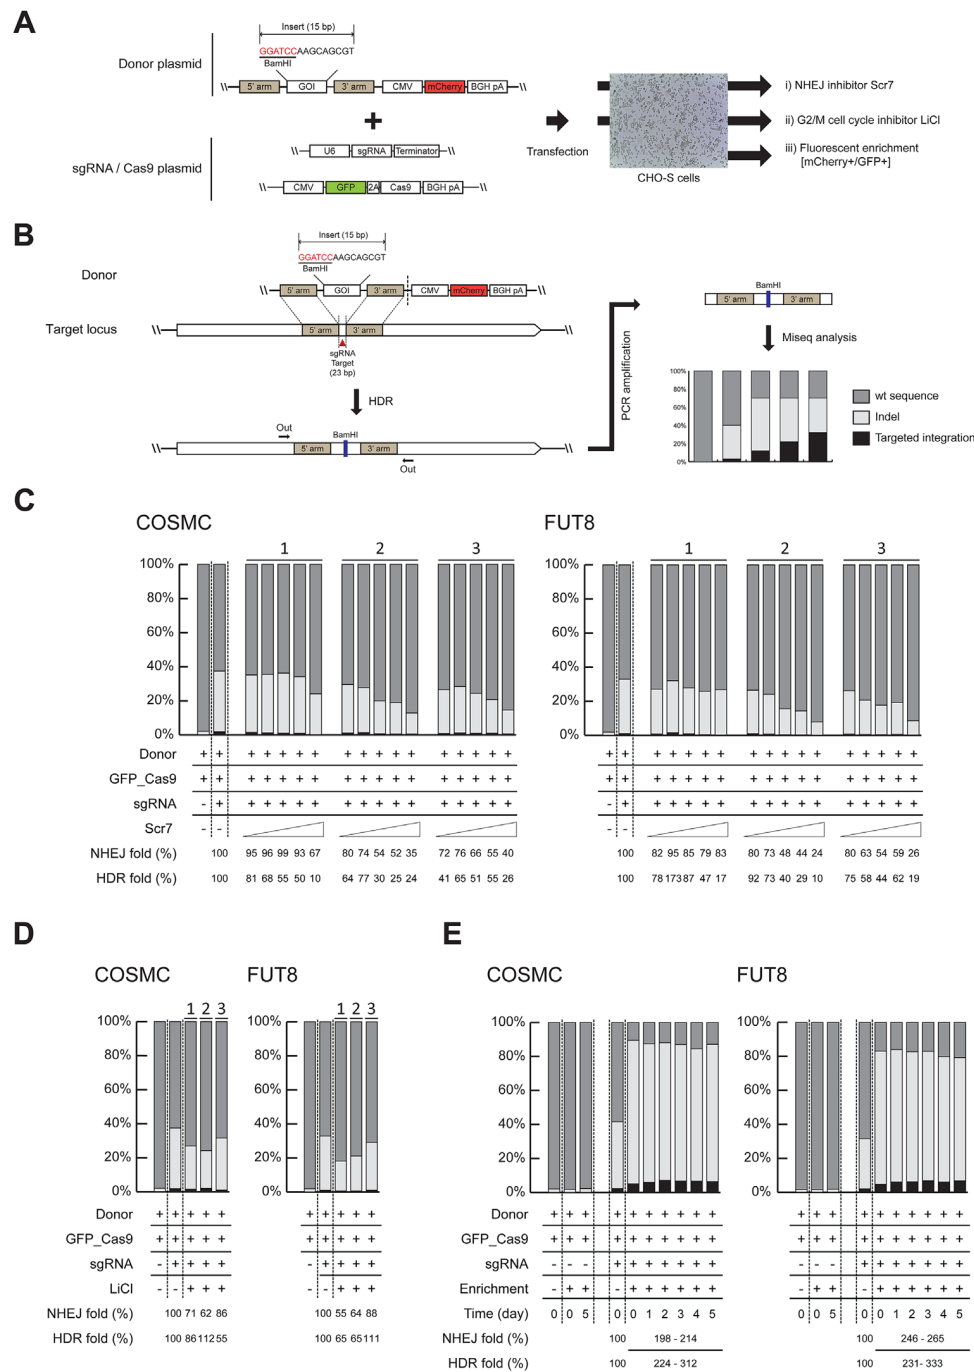 A
Insert (15 bp)
GGATCCAAGCAGCGT
BamHI
Donor plasmid
5' arm GOI 3' arm CMV mCherry BGH pA
+
U6 sgRNA Terminator
sgRNA / Cas9 plasmid
CMV GFP 2A Cas9 BGH pA
Transfection
CHO-S cells
i) NHEJ inhibitor Scr7
ii) G2/M cell cycle inhibitor LiCl
iii) Fluorescent enrichment
[mCherry+/GFP+]
B
Insert (15 bp)
GGATCCAAGCAGCGT
BamHI
Donor
5' arm GOI 3' arm CMV mCherry BGH pA
Target locus
5' arm 3' arm
sgRNA
Target
(23 bp)
HDR
Out BamHI
5' arm 3' arm
Out
PCR amplification
BamHI
5' arm 3' arm
Miseq analysis
100%
80%
60%
40%
20%
0%
wt sequence
Indel
Targeted integration
C
COSMC
1 2 3
100%
80%
60%
40%
20%
0%
Donor + + + + + + + + + + + + + + + + +
GFP_Cas9 + + + + + + + + + + + + + + + + +
sgRNA - + + + + + + + + + + + + + + + +
Scr7 - -
NHEJ fold (%) 100 95 96 99 93 67 80 74 54 52 35 72 76 66 55 40
HDR fold (%) 100 81 68 55 50 10 64 77 30 25 24 41 65 51 55 26
FUT8
1 2 3
100%
80%
60%
40%
20%
0%
+ + + + + + + + + + + + + + + + +
+ + + + + + + + + + + + + + + + +
- + + + + + + + + + + + + + + + +
- -
100 82 95 85 79 83 80 73 48 44 24 80 63 54 59 26
100 78 173 87 47 17 92 73 40 29 10 75 58 44 62 19
D
COSMC
1 2 3
100%
80%
60%
40%
20%
0%
Donor + + + + +
GFP_Cas9 + + + + +
sgRNA - + + + +
LiCl - - + + +
NHEJ fold (%) 100 71 62 86
HDR fold (%) 100 86 112 55
FUT8
1 2 3
100%
80%
60%
40%
20%
0%
+ + + + +
+ + + + +
- + + + +
- - + + +
100 55 64 88
100 65 65 111
E
COSMC
100%
80%
60%
40%
20%
0%
Donor + + + + + + + + + +
GFP_Cas9 + + + + + + + + + +
sgRNA - - - + + + + + + +
Enrichment - + + - + + + + + +
Time (day) 0 0 5 0 0 1 2 3 4 5
NHEJ fold (%) 100 198 - 214
HDR fold (%) 100 224 - 312
FUT8
100%
80%
60%
40%
20%
0%
+ + + + + + + + + +
+ + + + + + + + + +
- - - + + + + + + +
- + + - + + + + + +
0 0 5 0 0 1 2 3 4 5
100 246 - 265
100 231 - 333